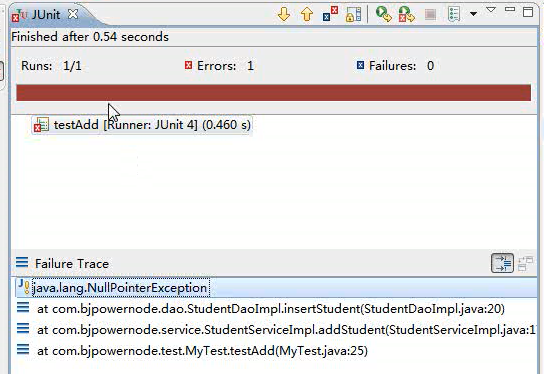 JUnit
Finished after 0.54 seconds
Runs: 1/1 Errors: 1 Failures: 0
testAdd [Runner: JUnit 4] (0.460 s)
Failure Trace
java.lang.NullPointerException
at com.bjpowernode.dao.StudentDaoImpl.insertStudent(StudentDaoImpl.java:20)
at com.bjpowernode.service.StudentServiceImpl.addStudent(StudentServiceImpl.java:1
at com.bjpowernode.test.MyTest.testAdd(MyTest.java:25)